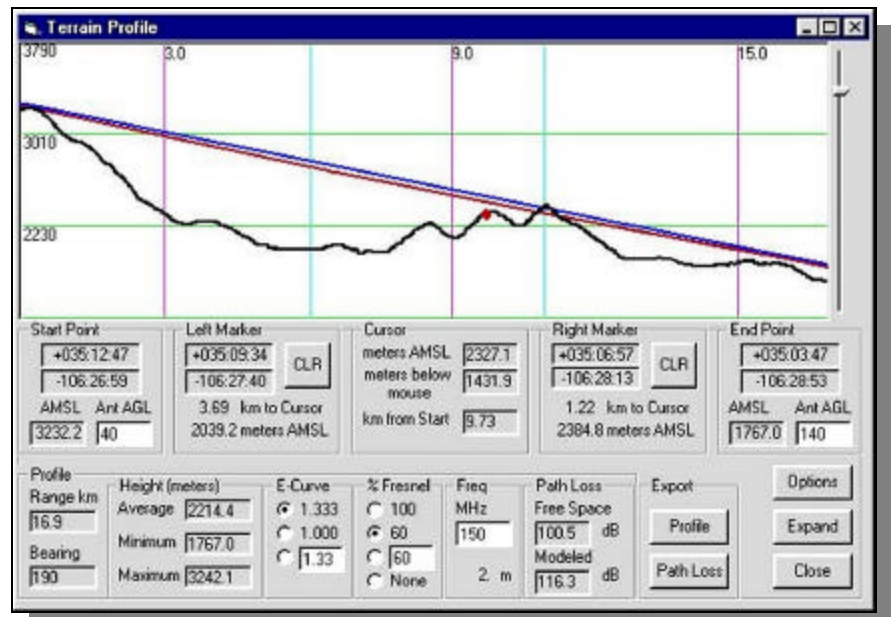 Terrain Profile
3790 3.0 9.0 15.0
3010
2230
Start Point Left Marker Cursor Right Marker End Point
+035:12:47 +035:09:34 CLR meters AMSL 2327.1 +035:06:57 CLR +035:03:47
-106:26:59 -106:27:40 meters below mouse 1431.9 -106:28:13 -106:28:53
AMSL Ant AGL 3.69 km to Cursor km from Start 9.73 1.22 km to Cursor AMSL Ant AGL
3232.2 40 2039.2 meters AMSL 2384.8 meters AMSL 1767.0 140
Profile Height (meters) E-Curve % Fresnel Freq Path Loss Export Options
Range km Average 2214.4 1.333 100 MHz Free Space
16.9 Minimum 1767.0 1.000 60 150 100.5 dB Profile Expand
Bearing Maximum 3242.1 1.33 60 Modeled
190 None 2. m 116.3 dB Path Loss Close